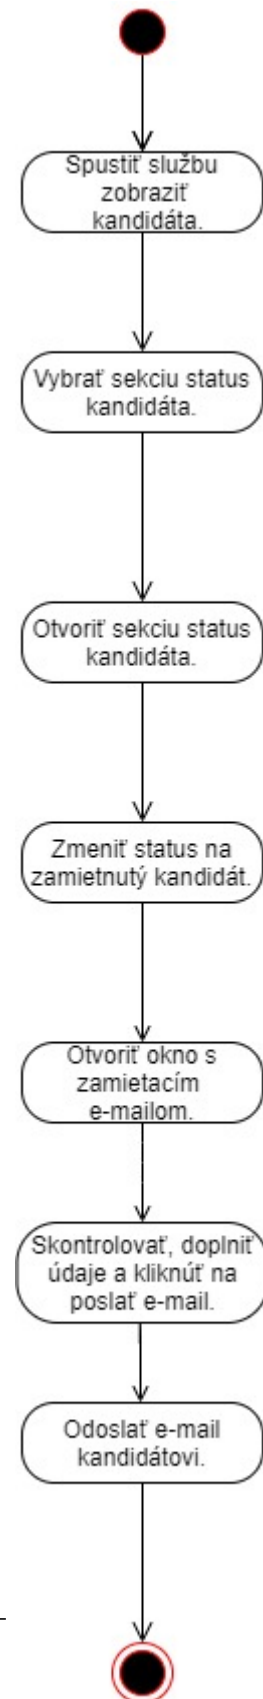 Spustiť službu
zobraziť
kandidáta.
Vybrať sekciu status
kandidáta.
Otvoriť sekciu status
kandidáta.
Zmeniť status na
zamietnutý kandidát.
Otvoriť okno s
zamietacím
e-mailom.
Skontrolovať, doplniť
údaje a kliknúť na
poslať e-mail.
Odoslať e-mail
kandidátovi.